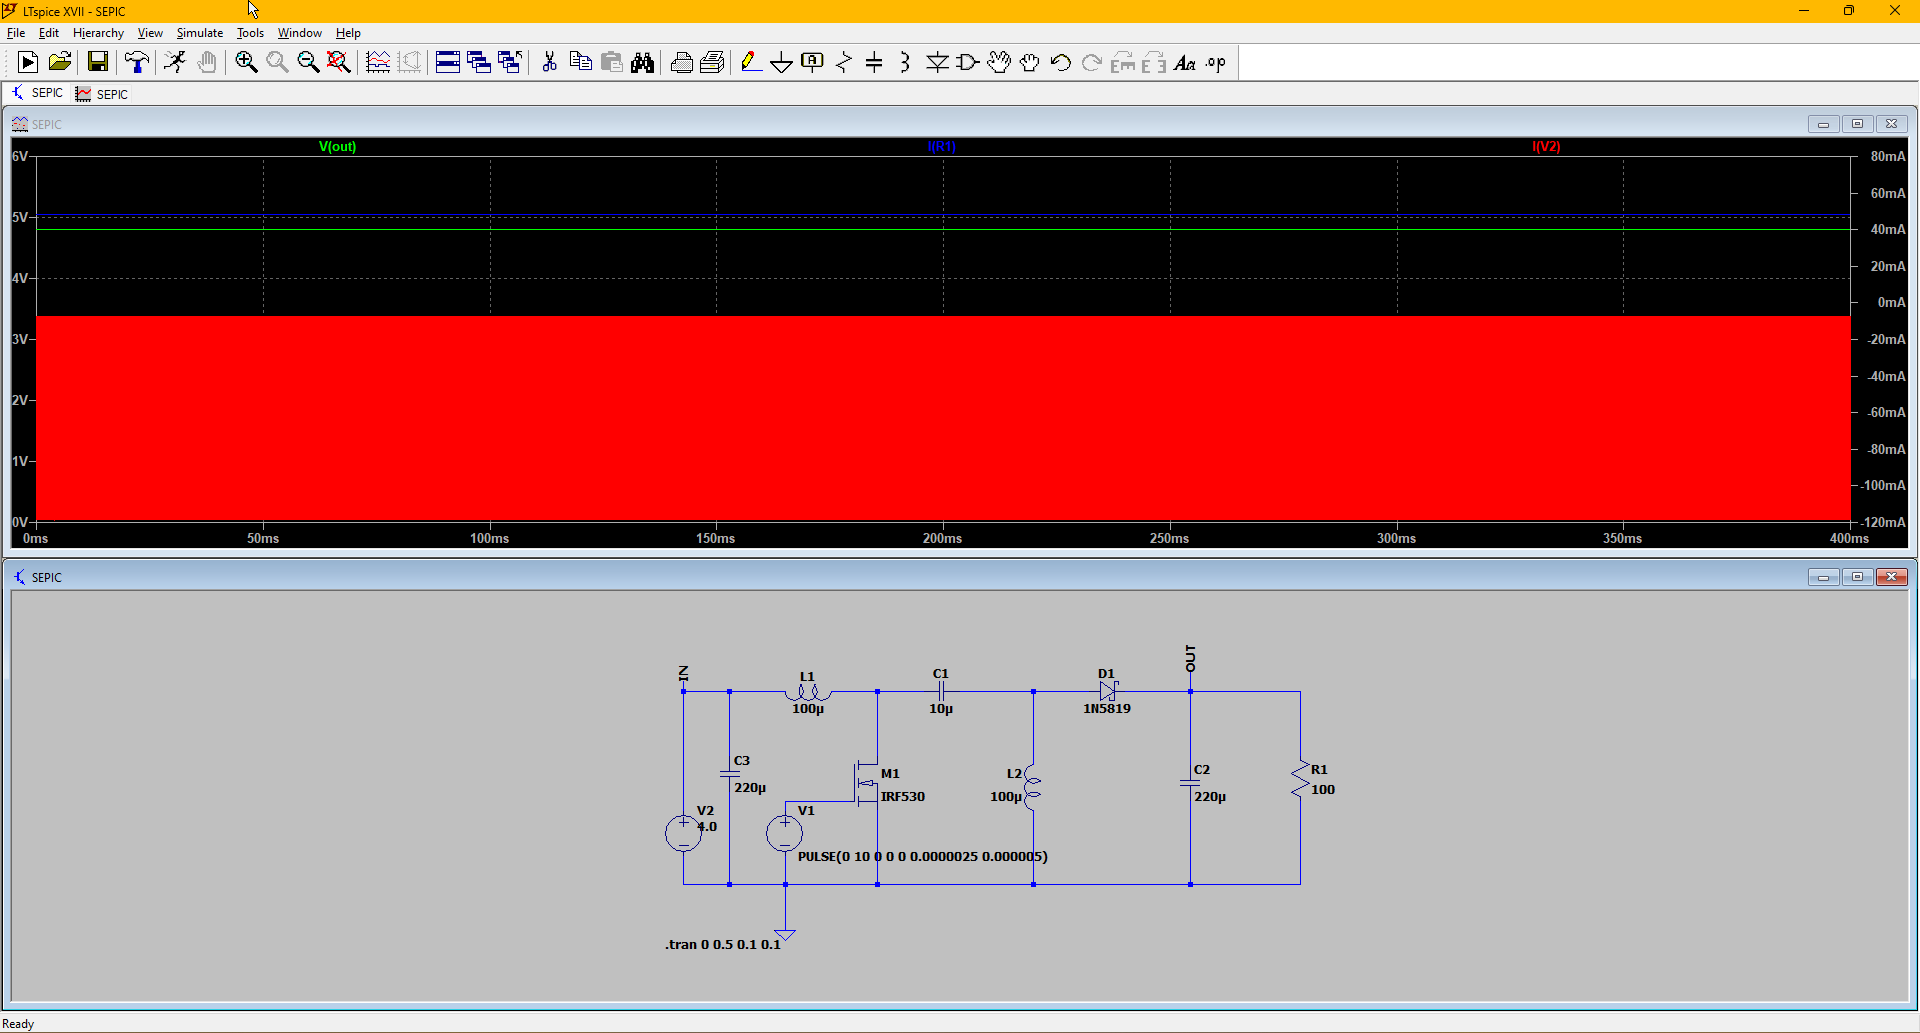 LTspice XVII - SEPIC
File Edit Hierarchy View Simulate Tools Window Help
SEPIC SEPIC
SEPIC
V(out) I(R1) I(V2)
6V 80mA
60mA
5V
40mA
20mA
4V
0mA
3V -20mA
-40mA
2V
-60mA
1V -80mA
-100mA
0V -120mA
0ms 50ms 100ms 150ms 200ms 250ms 300ms 350ms 400ms
SEPIC
IN
OUT
L1
100µ
C1
10µ
D1
1N5819
C3
220µ
M1
IRF530
L2
100µ
C2
220µ
R1
100
V2
4.0
V1
PULSE(0 10 0 0 0 0.0000025 0.000005)
.tran 0 0.5 0.1 0.1
Ready